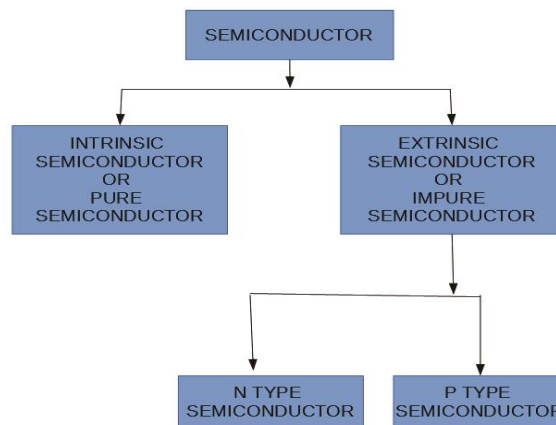 SEMICONDUCTOR
INTRINSIC
SEMICONDUCTOR
OR
PURE
SEMICONDUCTOR
EXTRINSIC
SEMICONDUCTOR
OR
IMPURE
SEMICONDUCTOR
N TYPE
SEMICONDUCTOR
P TYPE
SEMICONDUCTOR